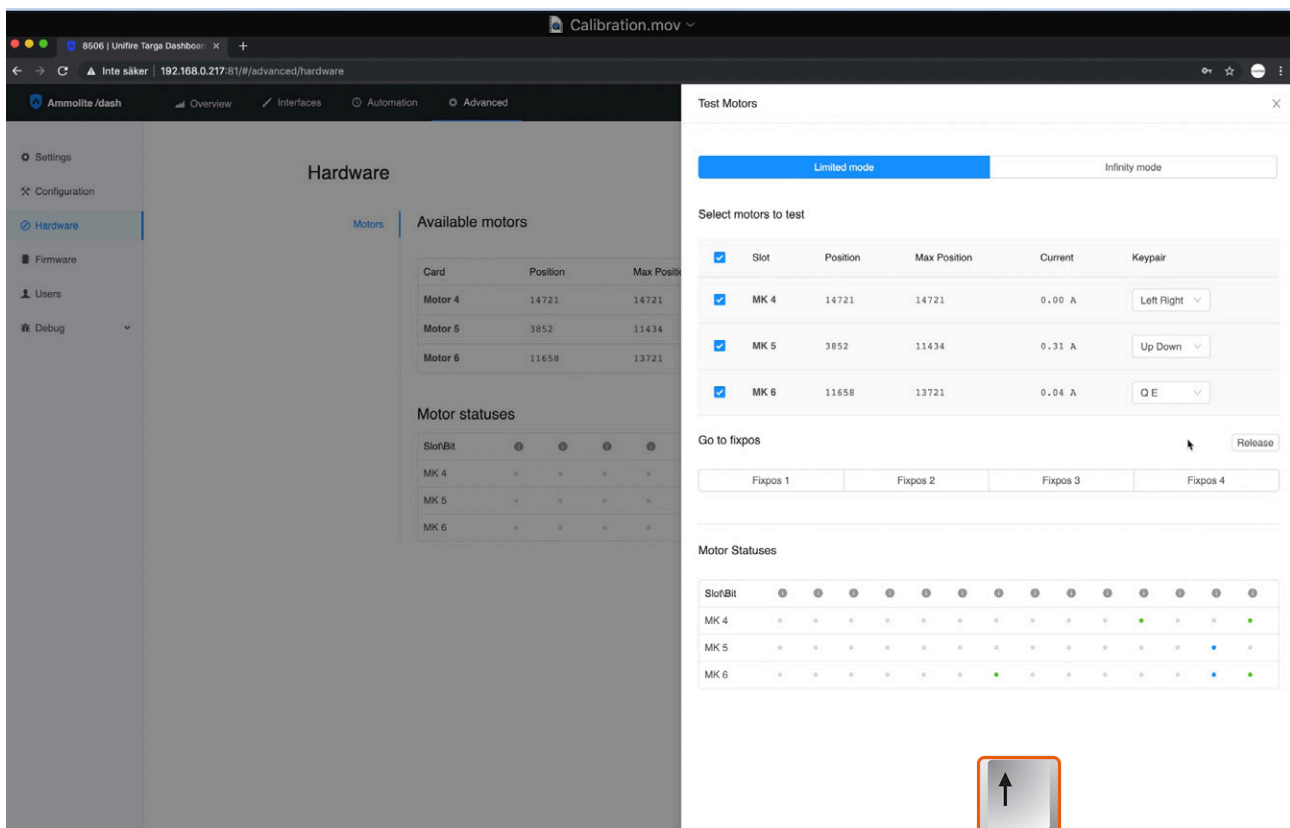 Calibration.mov
8506 | Unifire Targa Dashboar
Inte säker | 192.168.0.217:81/#/advanced/hardware
Ammolite /dash Overview Interfaces Automation Advanced
Settings
Configuration
Hardware
Firmware
Users
Debug
Hardware
Motors
Available motors
Card Position Max Positi
Motor 4 14721 14721
Motor 5 3852 11434
Motor 6 11658 13721
Motor statuses
Slot\Bit
MK 4
MK 5
MK 6
Test Motors
Limited mode Infinity mode
Select motors to test
Slot Position Max Position Current Keypair
MK 4 14721 14721 0.00 A Left Right
MK 5 3852 11434 0.31 A Up Down
MK 6 11658 13721 0.04 A Q E
Go to fixpos Release
Fixpos 1 Fixpos 2 Fixpos 3 Fixpos 4
Motor Statuses
Slot\Bit
MK 4
MK 5
MK 6